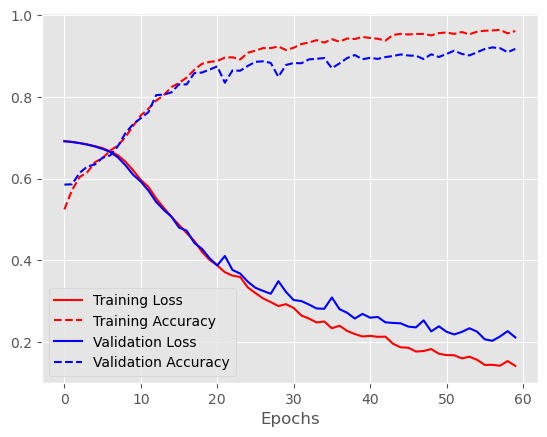 1.0
0.8
0.6
0.4
0.2
Training Loss
Training Accuracy
Validation Loss
Validation Accuracy
0 10 20 30 40 50 60
Epochs